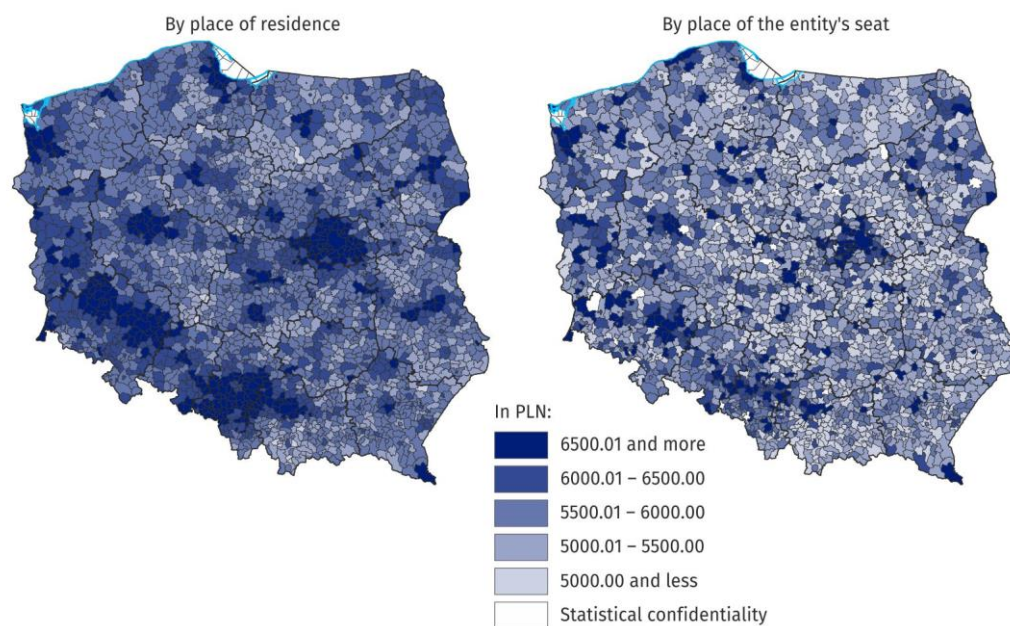 By place of residence
By place of the entity's seat
In PLN:
6500.01 and more
6000.01 – 6500.00
5500.01 – 6000.00
5000.01 – 5500.00
5000.00 and less
Statistical confidentiality